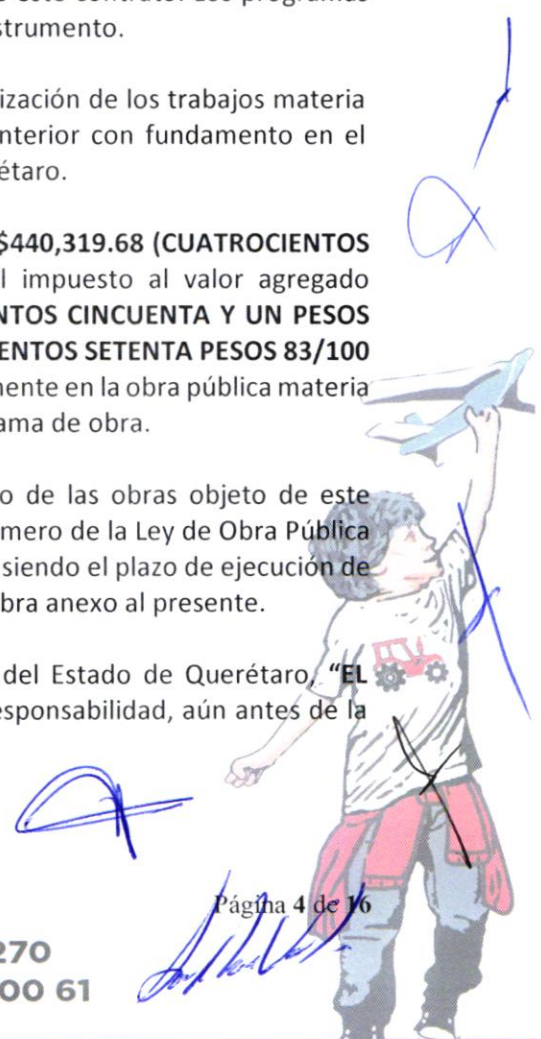 este contrato. Los programas
strumento.
ización de los trabajos materia
nterior con fundamento en el
étaro.
$440,319.68 (CUATROCIENTOS
l impuesto al valor agregado
NTOS CINCUENTA Y UN PESOS
ENTOS SETENTA PESOS 83/100
mente en la obra pública materia
ama de obra.
o de las obras objeto de este
mero de la Ley de Obra Pública
siendo el plazo de ejecución de
bra anexo al presente.
del Estado de Querétaro, "EL
esponsabilidad, aún antes de la
Página 4 de 16
270
00 61